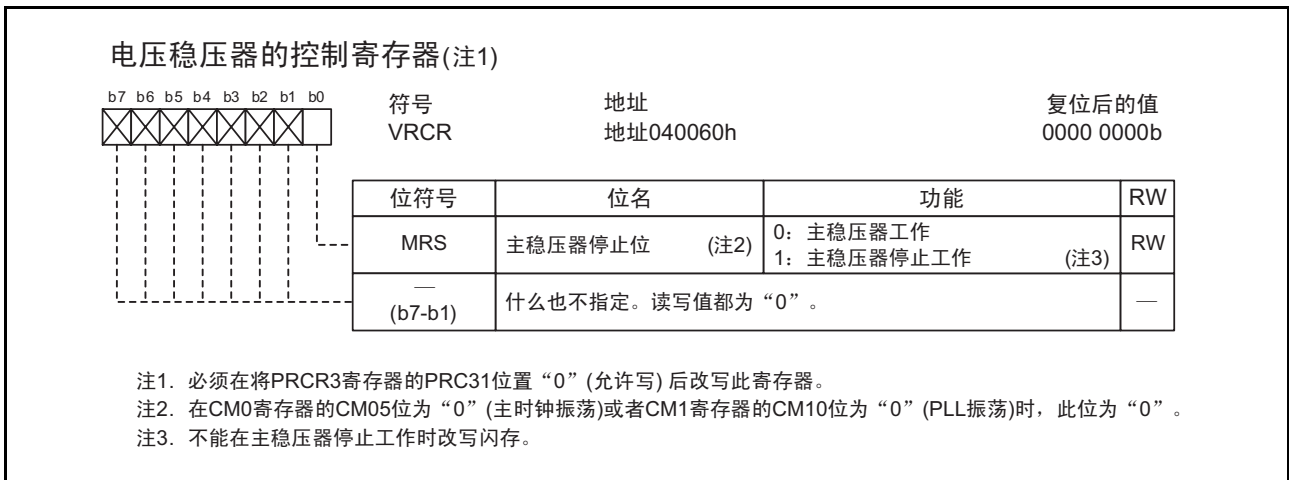 电压稳压器的控制寄存器(注1)
b7 b6 b5 b4 b3 b2 b1 b0
符号 地址 复位后的值
VRCR 地址040060h 0000 0000b
位符号 位名 功能 RW
MRS 主稳压器停止位 (注2) 0：主稳压器工作 RW
1：主稳压器停止工作 (注3)
— (b7-b1) 什么也不指定。读写值都为“0”。 —
注1. 必须在将PRCR3寄存器的PRC31位置“0”(允许写) 后改写此寄存器。
注2. 在CM0寄存器的CM05位为“0”(主时钟振荡)或者CM1寄存器的CM10位为“0”(PLL振荡)时，此位为“0”。
注3. 不能在主稳压器停止工作时改写闪存。